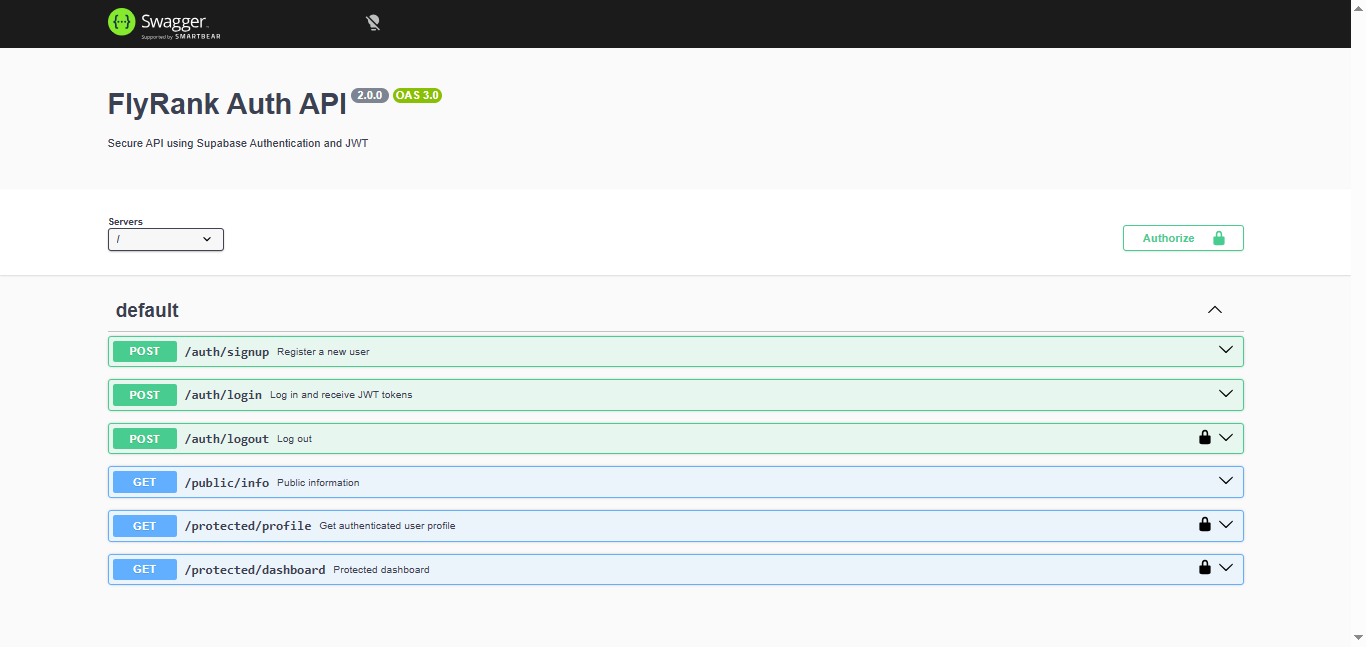 Swagger
Supported by SMARTBEAR
FlyRank Auth API 2.0.0 OAS 3.0
Secure API using Supabase Authentication and JWT
Servers
/
Authorize
default
POST /auth/signup Register a new user
POST /auth/login Log in and receive JWT tokens
POST /auth/logout Log out
GET /public/info Public information
GET /protected/profile Get authenticated user profile
GET /protected/dashboard Protected dashboard